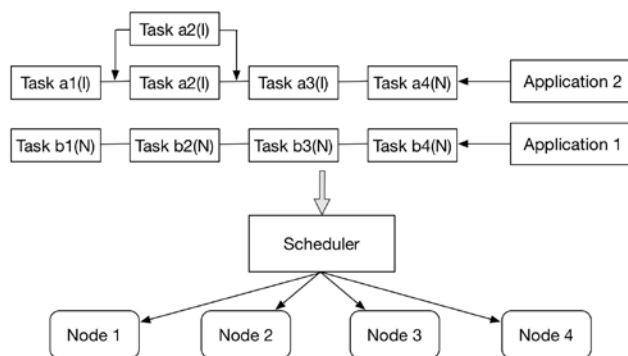 Task a2(I)
Task a1(I) Task a2(I) Task a3(I) Task a4(N) Application 2
Task b1(N) Task b2(N) Task b3(N) Task b4(N) Application 1
Scheduler
Node 1 Node 2 Node 3 Node 4